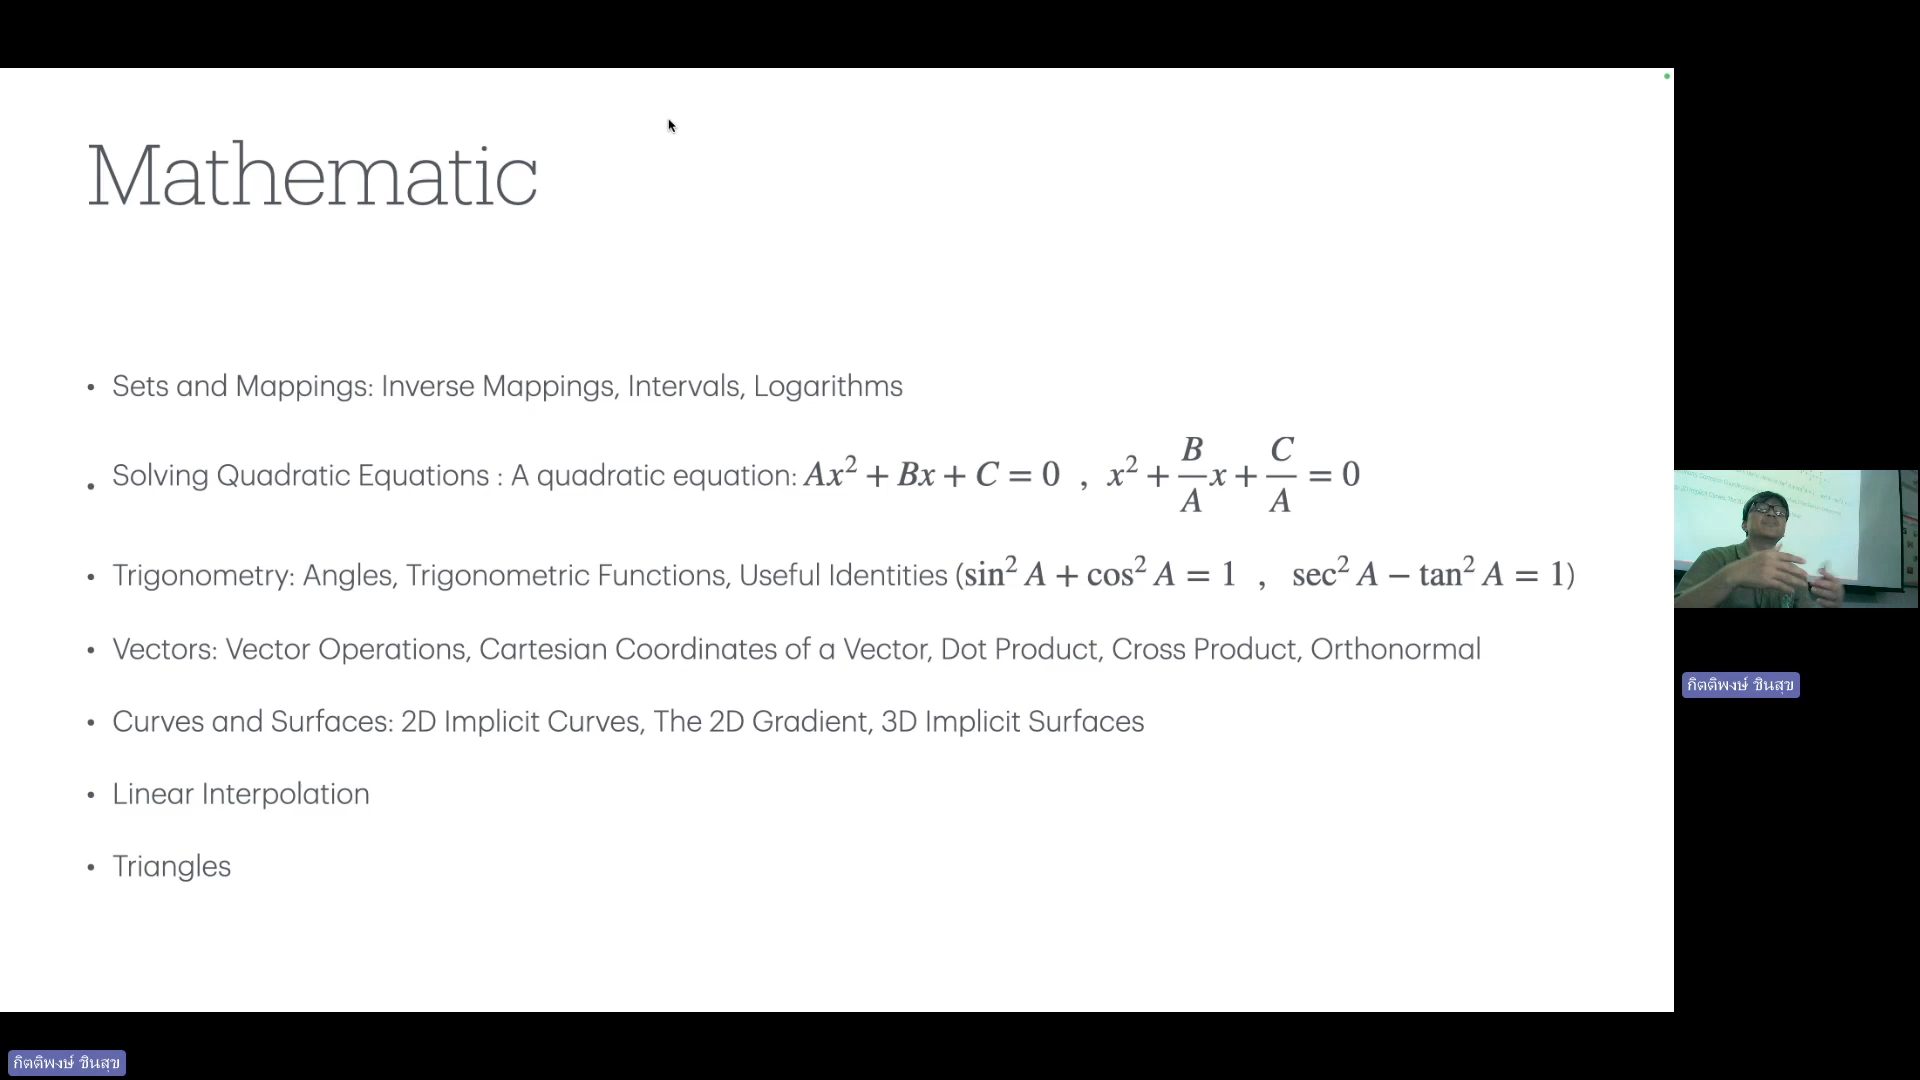 Mathematic
• Sets and Mappings: Inverse Mappings, Intervals, Logarithms
• Solving Quadratic Equations : A quadratic equation: Ax² + Bx + C = 0 , x² + B/A x + C/A = 0
• Trigonometry: Angles, Trigonometric Functions, Useful Identities (sin² A + cos² A = 1 , sec² A − tan² A = 1)
• Vectors: Vector Operations, Cartesian Coordinates of a Vector, Dot Product, Cross Product, Orthonormal
• Curves and Surfaces: 2D Implicit Curves, The 2D Gradient, 3D Implicit Surfaces
• Linear Interpolation
• Triangles
กิตติพงษ์ ชินสุข
กิตติพงษ์ ชินสุข